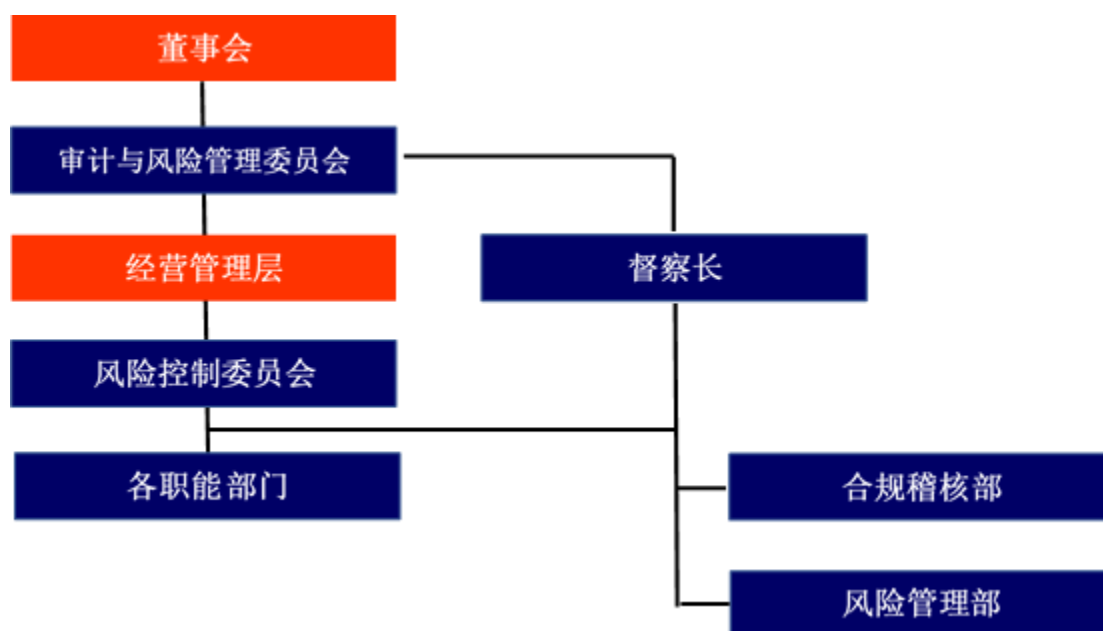 董事会
审计与风险管理委员会
经营管理层
督察长
风险控制委员会
各职能部门
合规稽核部
风险管理部